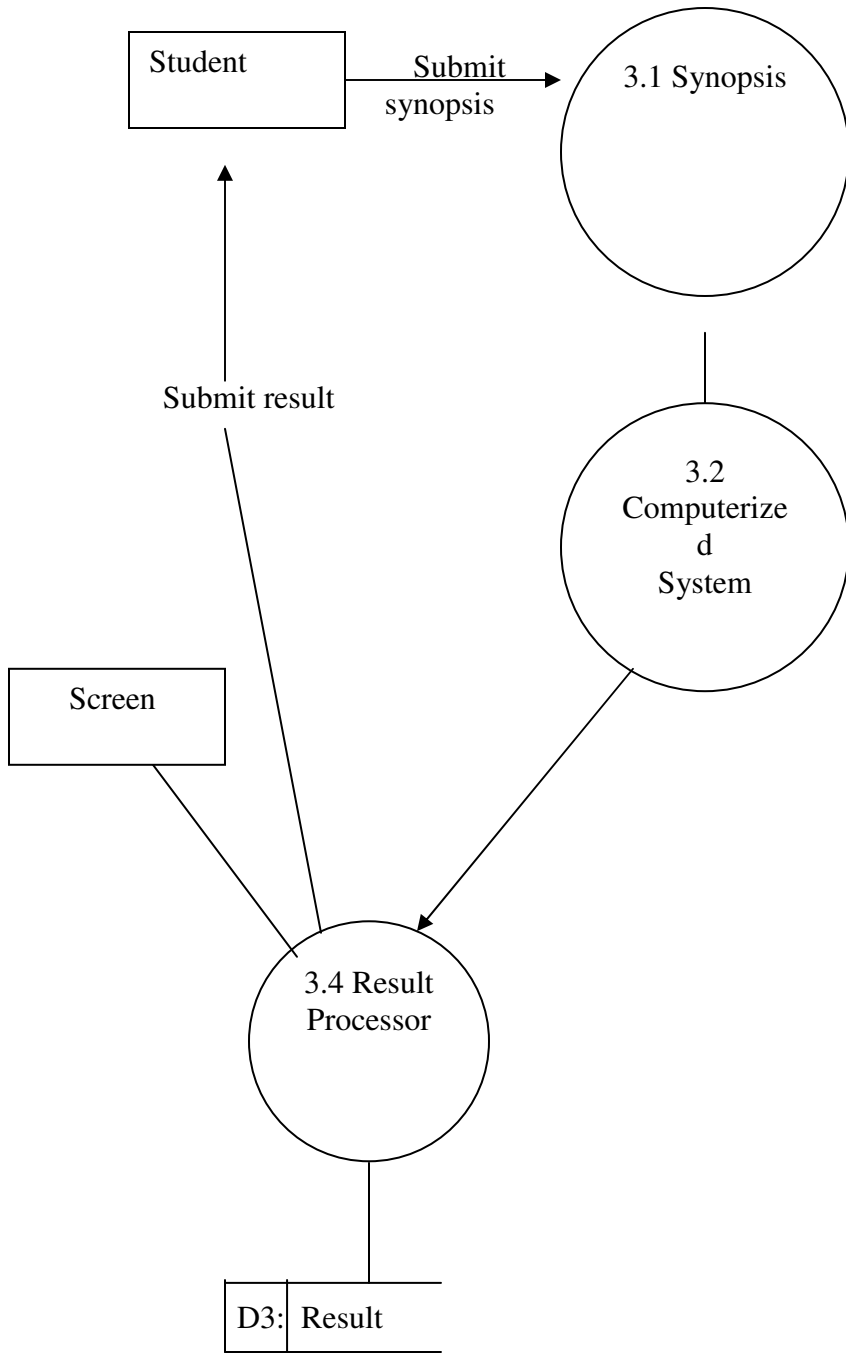 Student
Submit
synopsis
3.1 Synopsis
Submit result
3.2
Computerize
d
System
Screen
3.4 Result
Processor
D3: Result